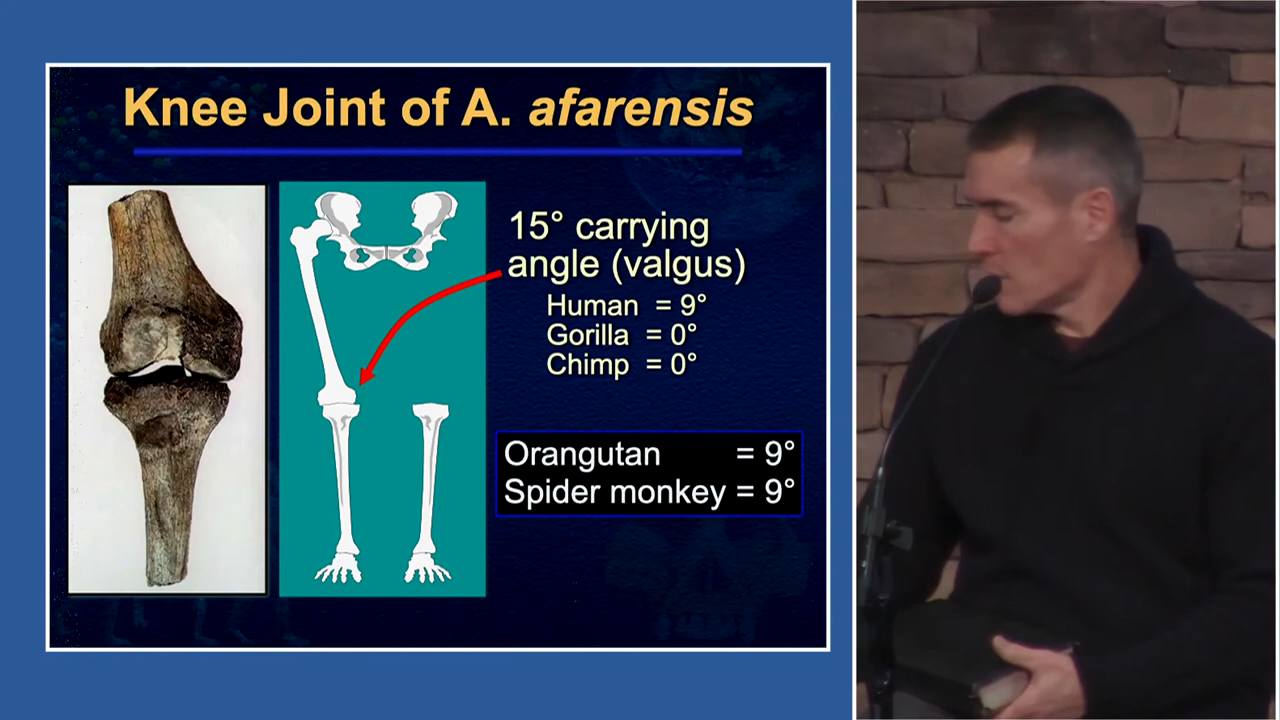 Knee Joint of A. afarensis
15° carrying
angle (valgus)
Human = 9°
Gorilla = 0°
Chimp = 0°
Orangutan = 9°
Spider monkey = 9°